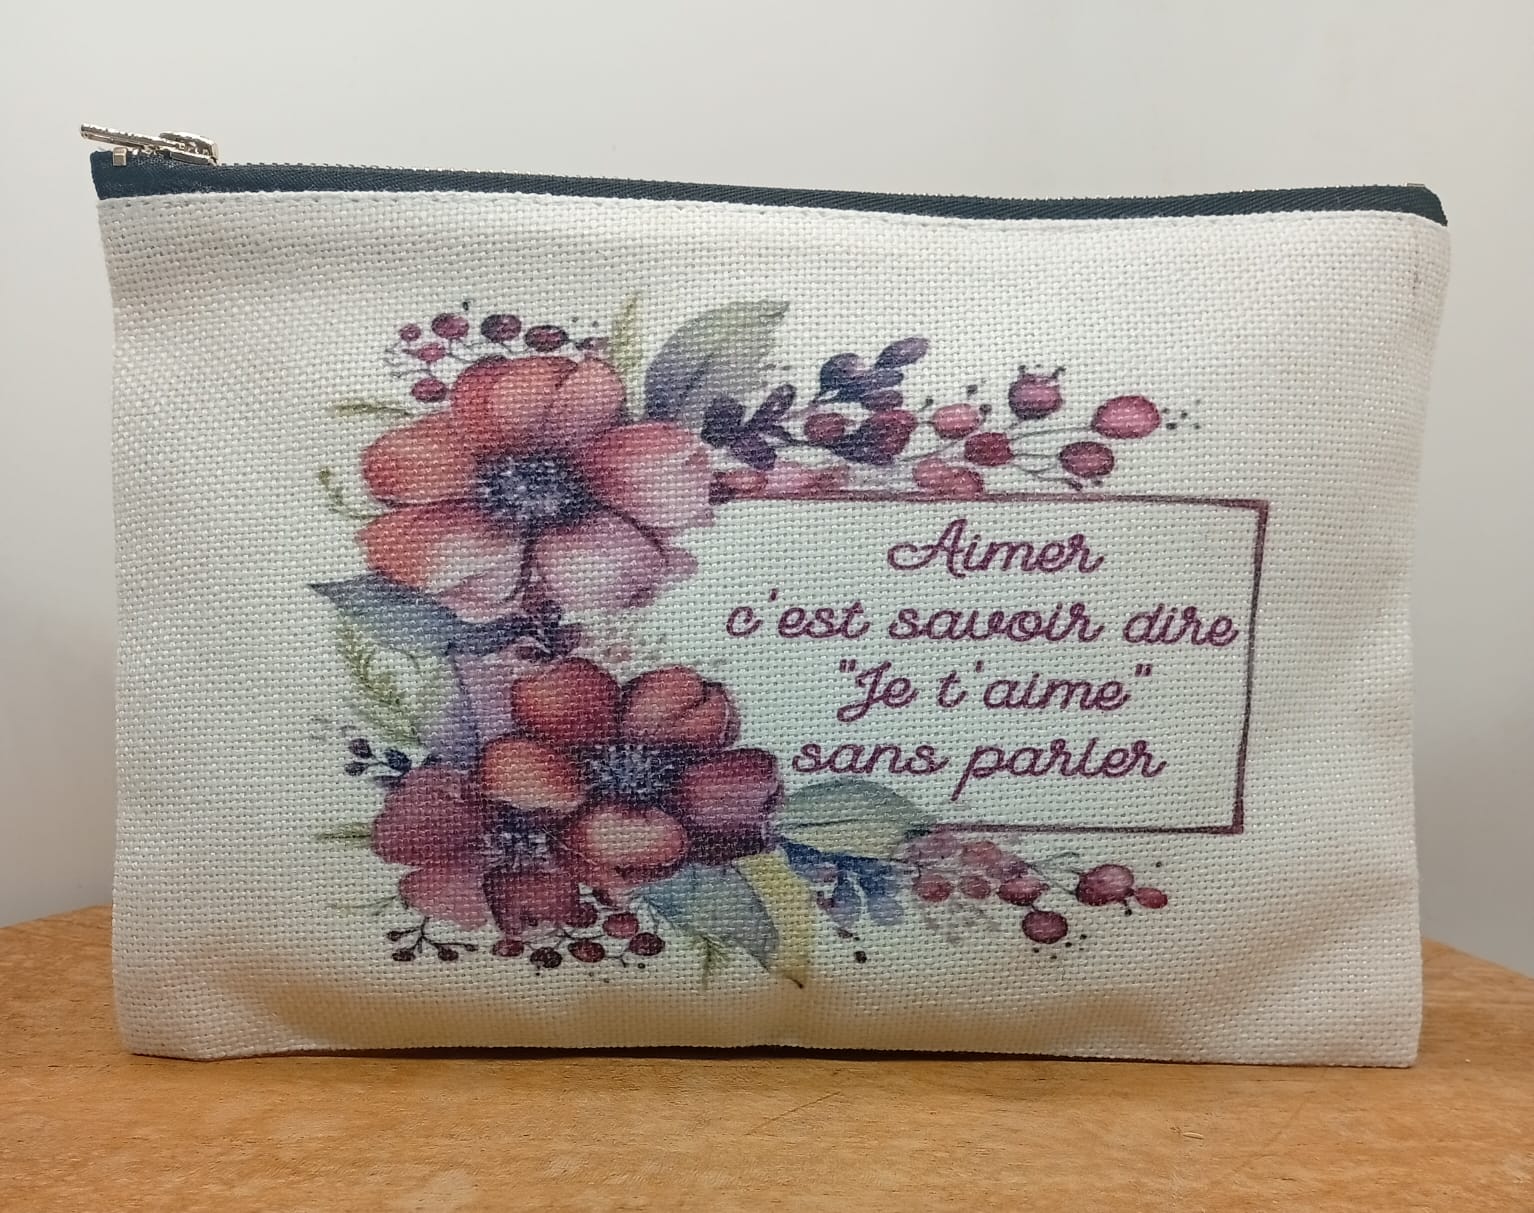 Aimer
c'est savoir dire
"Je t'aime"
sans parler